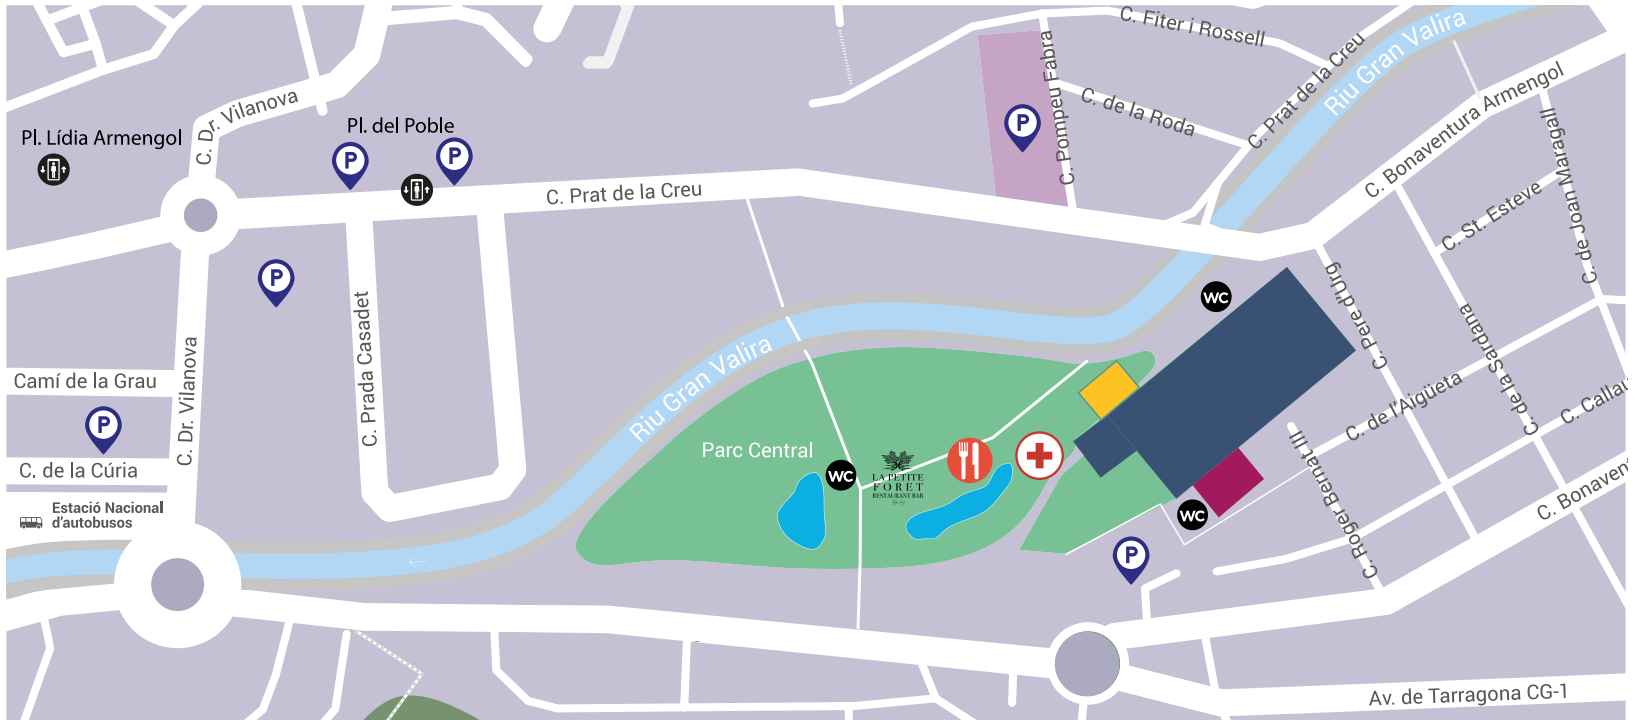 C. Fiter i Rossell
Riu Gran Valira
C. Prat de la Creu
C. Pompeu Fabra
C. de la Roda
C. Dr. Vilanova
Pl. Lídia Armengol
Pl. del Poble
P
P
P
C. Bonaventura Armengol
C. de Joan Maragall
C. Prat de la Creu
C. St. Esteve
P
WC
C. Pere d'Urg
C. de la Sardana
C. Prada Casadet
C. Dr. Vilanova
Riu Gran Valira
Camí de la Grau
C. de l'Aigüeta
C. Callau
P
Parc Central
WC
LA PETITE
FORET
RESTAURANT BAR
C. de la Cúria
C. Roger Bernat III
C. Bonavent
Estació Nacional
d'autobusos
WC
P
Av. de Tarragona CG-1